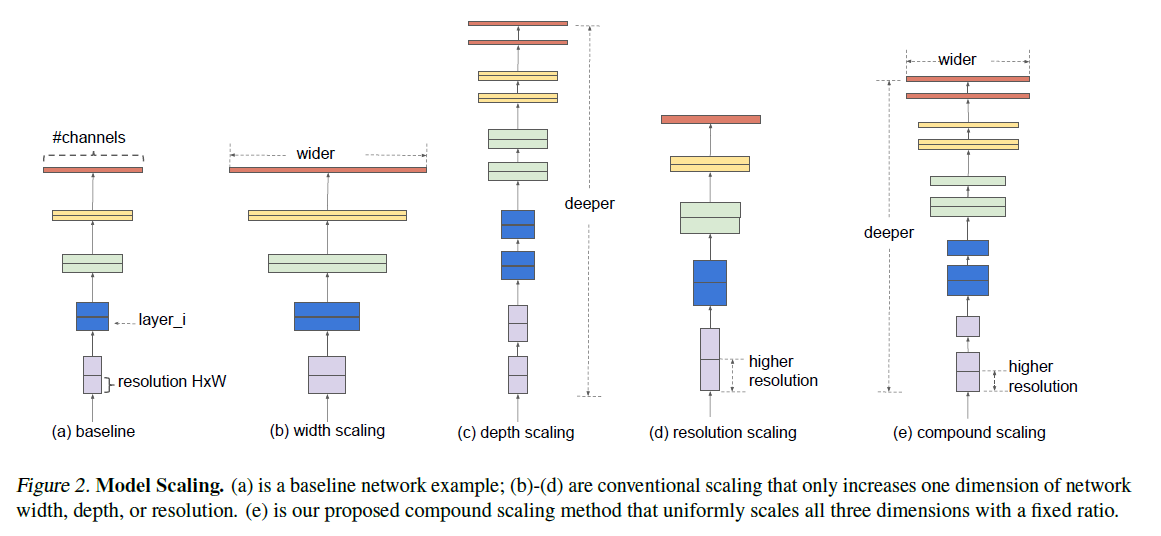 #channels
layer_i
resolution HxW
(a) baseline
wider
(b) width scaling
deeper
(c) depth scaling
higher
resolution
(d) resolution scaling
wider
deeper
higher
resolution
(e) compound scaling
Figure 2. Model Scaling. (a) is a baseline network example; (b)-(d) are conventional scaling that only increases one dimension of network
width, depth, or resolution. (e) is our proposed compound scaling method that uniformly scales all three dimensions with a fixed ratio.